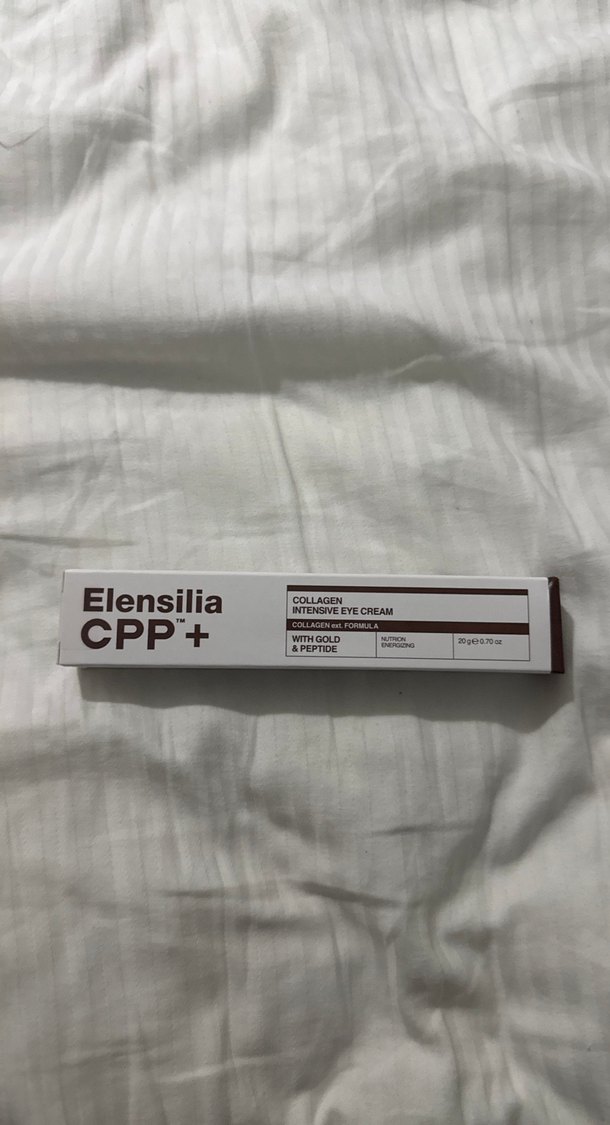 Elensilia
CPP™+
COLLAGEN
INTENSIVE EYE CREAM
COLLAGEN ext. FORMULA
WITH GOLD
& PEPTIDE
NUTRION
ENERGIZING
20 g ℮ 0.70 oz